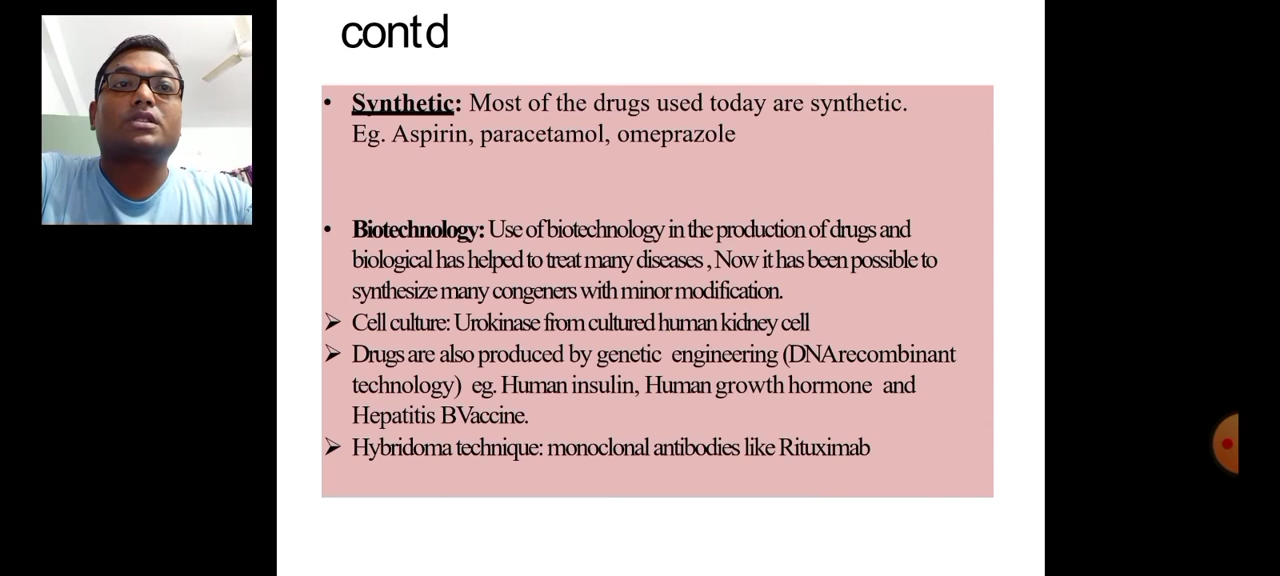 contd
• Synthetic: Most of the drugs used today are synthetic.
Eg. Aspirin, paracetamol, omeprazole
• Biotechnology: Use of biotechnology in the production of drugs and
biological has helped to treat many diseases , Now it has been possible to
synthesize many congeners with minor modification.
➢ Cell culture: Urokinase from cultured human kidney cell
➢ Drugs are also produced by genetic engineering (DNA recombinant
technology) eg. Human insulin, Human growth hormone and
Hepatitis B Vaccine.
➢ Hybridoma technique: monoclonal antibodies like Rituximab